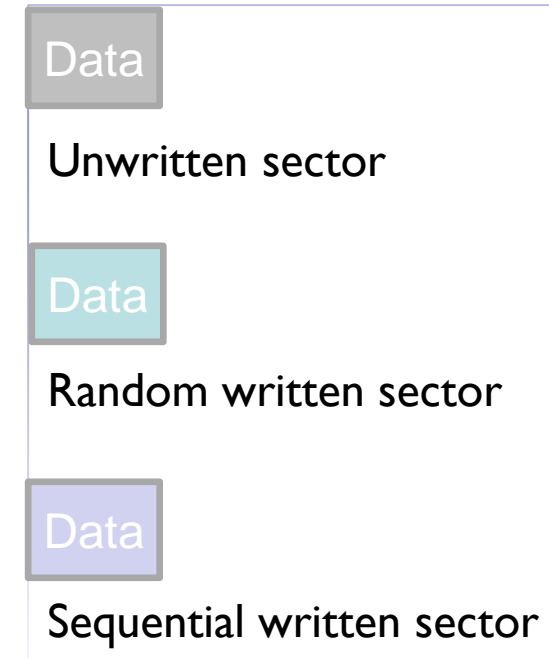 Data
Unwritten sector
Data
Random written sector
Data
Sequential written sector